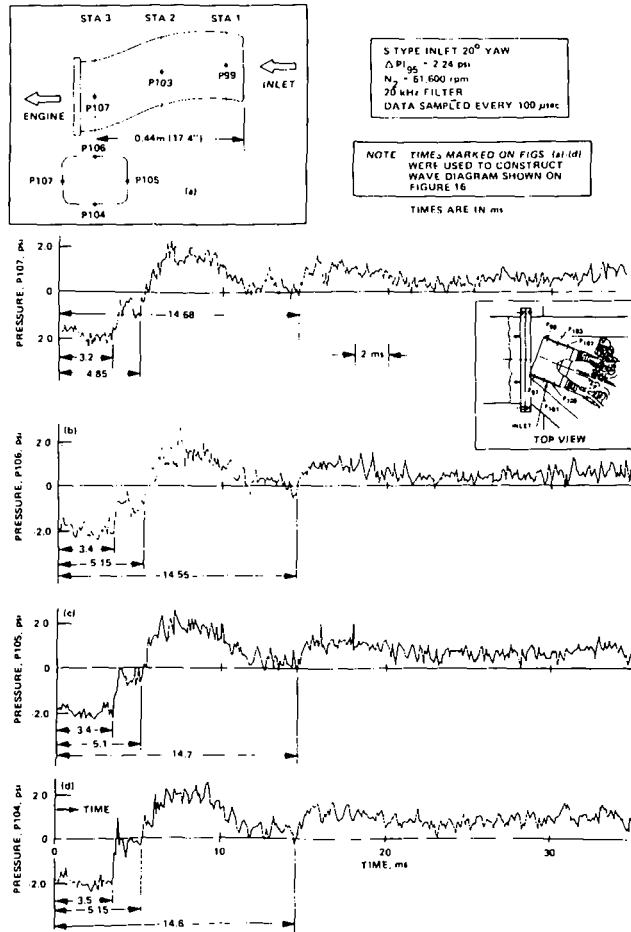 STA 3 STA 2 STA 1
P103
P99
INLET
P107
ENGINE
0.44m (17.4")
P106
P107
P105
P104
(a)
S TYPE INLET 20° YAW
Δ PI95 = 2.24 psi
N2 = 61,600 rpm
20 kHz FILTER
DATA SAMPLED EVERY 100 μsec
NOTE TIMES MARKED ON FIGS (a)-(d)
WERE USED TO CONSTRUCT
WAVE DIAGRAM SHOWN ON
FIGURE 16
TIMES ARE IN ms
PRESSURE, P107, psi
2.0
0
2.0
14.68
3.2
4.85
2 ms
INLET
TOP VIEW
(b)
PRESSURE, P106, psi
2.0
0
-2.0
3.4
5.15
14.55
(c)
PRESSURE, P105, psi
2.0
0
-2.0
3.4
5.1
14.7
(d)
PRESSURE, P104, psi
2.0
TIME
0
-2.0
0 10 20 30
TIME, ms
3.5
5.15
14.6